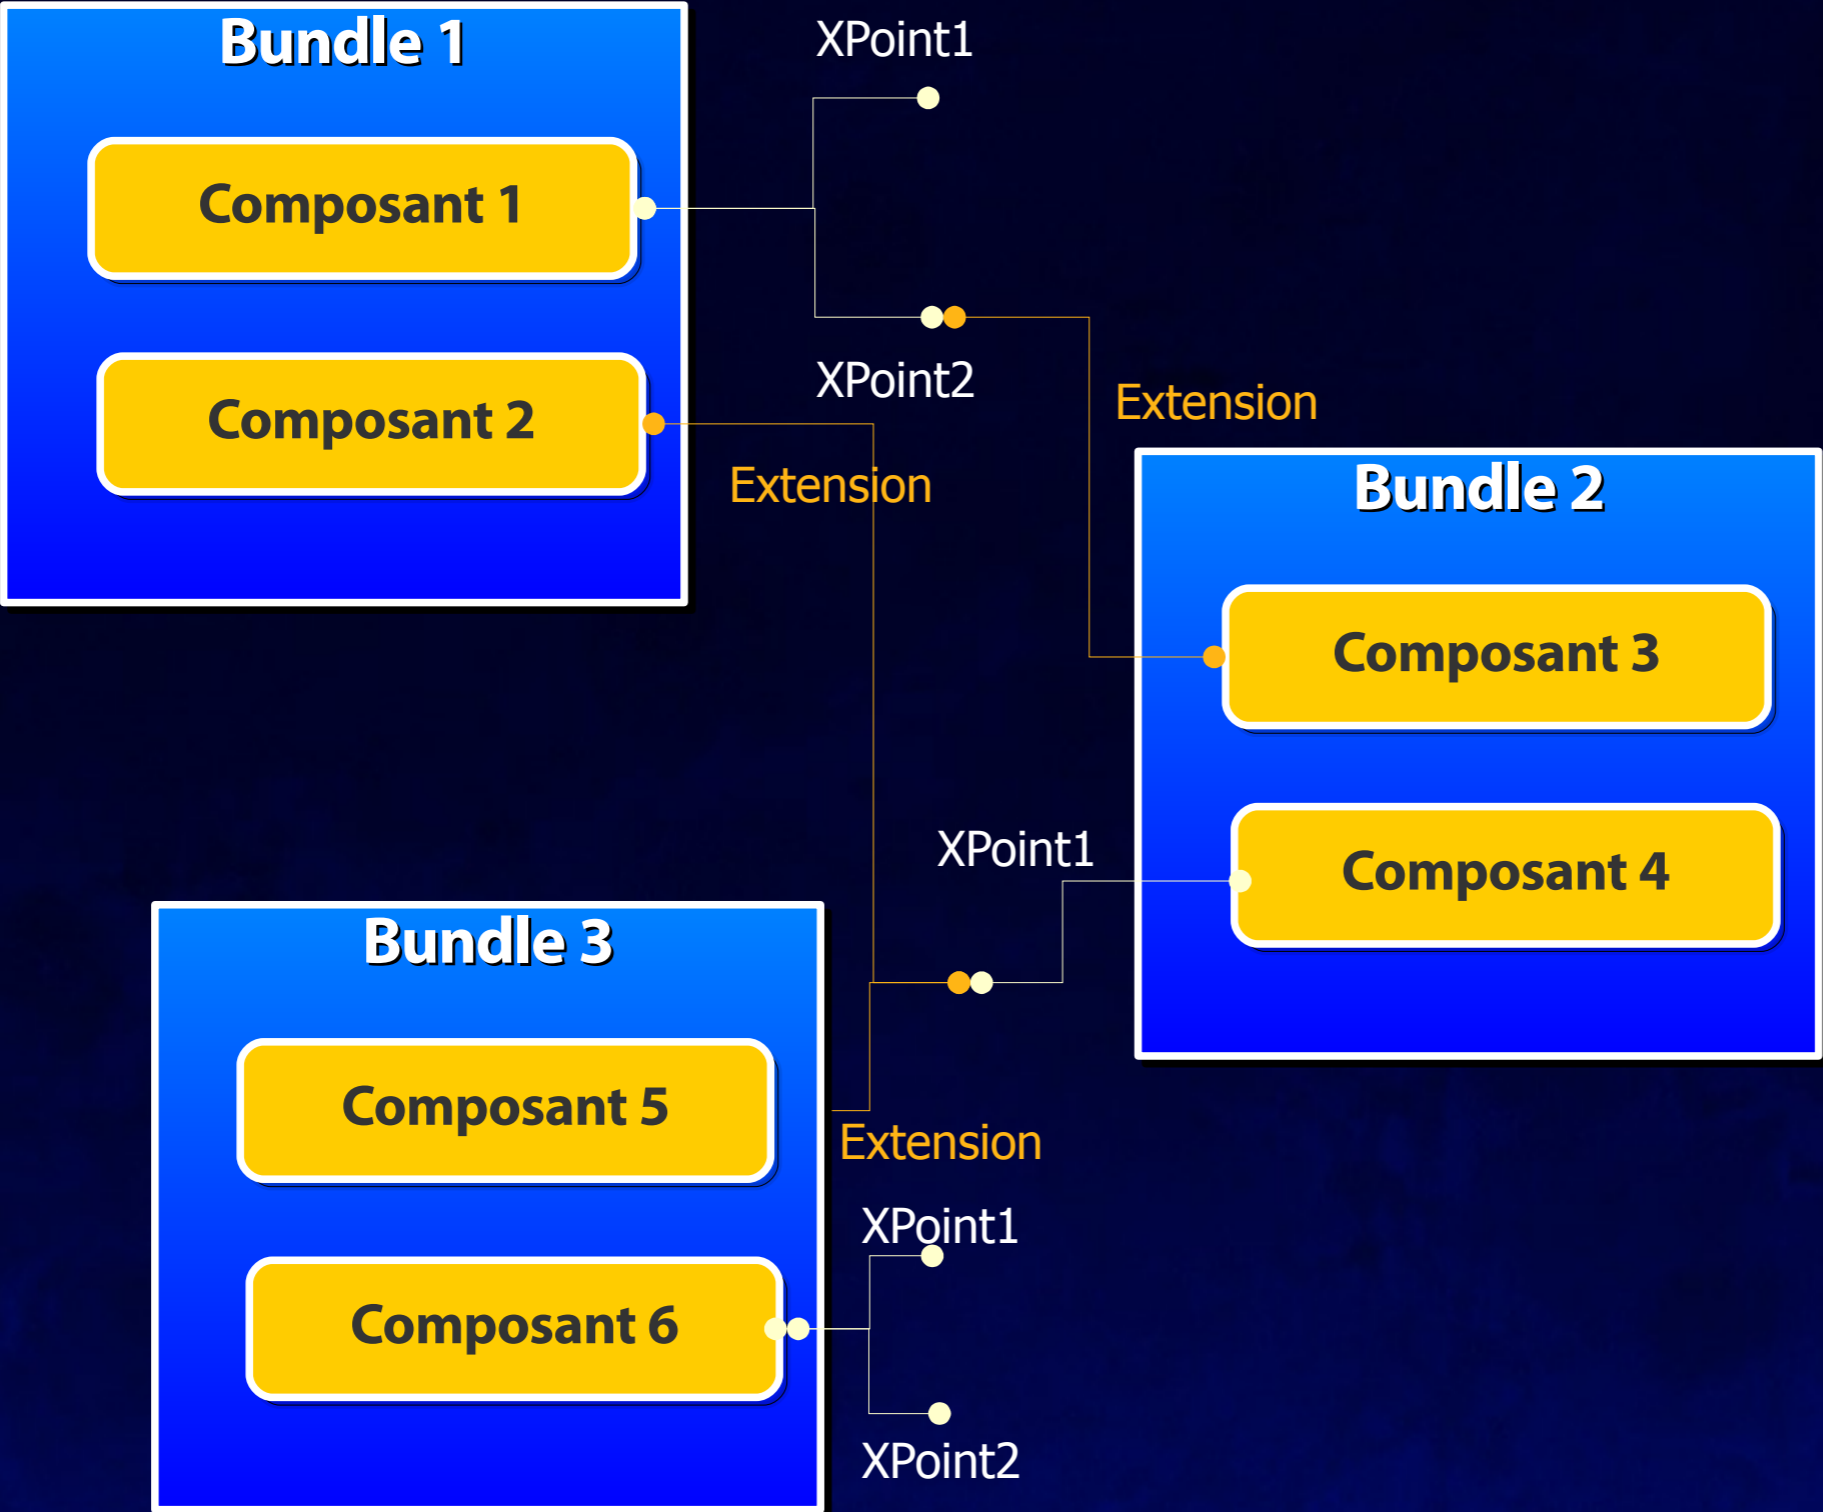 Bundle 1
Composant 1
Composant 2
XPoint1
XPoint2
Extension
Extension
Bundle 2
Composant 3
Composant 4
XPoint1
Bundle 3
Composant 5
Composant 6
Extension
XPoint1
XPoint2